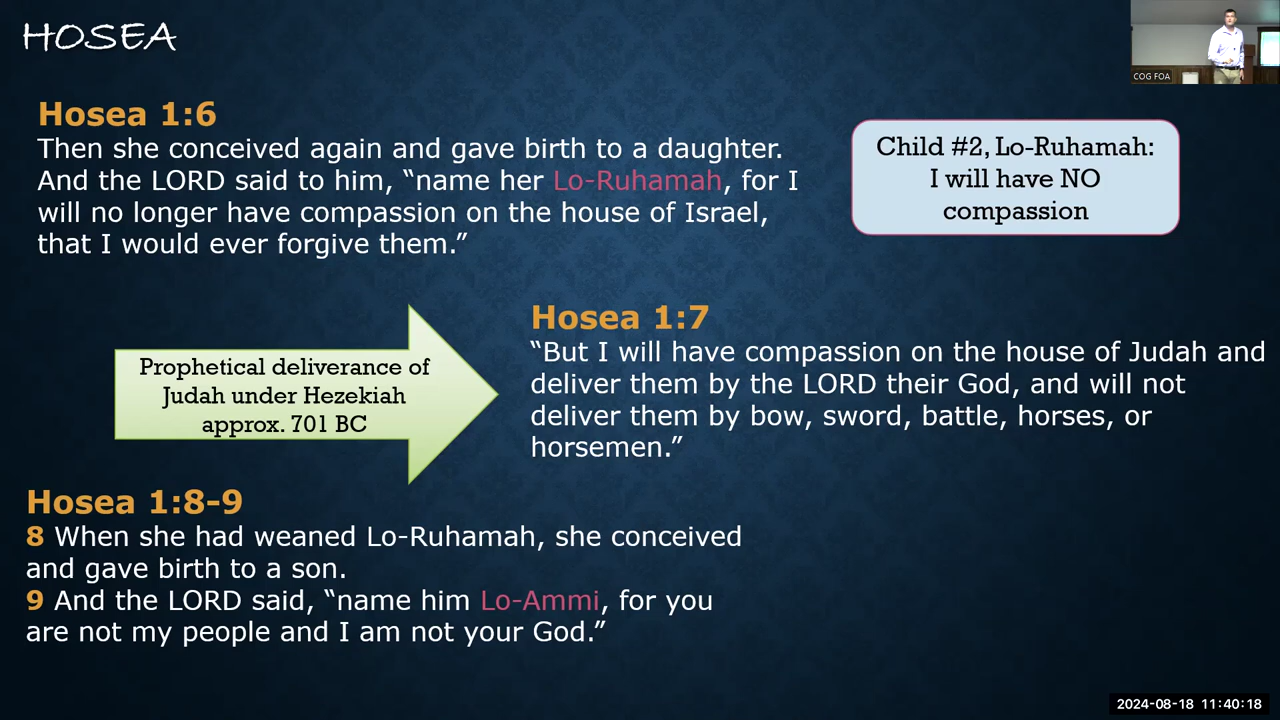 HOSEA
COG FOA
Hosea 1:6
Then she conceived again and gave birth to a daughter.
And the LORD said to him, “name her Lo-Ruhamah, for I
will no longer have compassion on the house of Israel,
that I would ever forgive them.”
Child #2, Lo-Ruhamah:
I will have NO
compassion
Prophetical deliverance of
Judah under Hezekiah
approx. 701 BC
Hosea 1:7
“But I will have compassion on the house of Judah and
deliver them by the LORD their God, and will not
deliver them by bow, sword, battle, horses, or
horsemen.”
Hosea 1:8-9
8 When she had weaned Lo-Ruhamah, she conceived
and gave birth to a son.
9 And the LORD said, “name him Lo-Ammi, for you
are not my people and I am not your God.”
2024-08-18 11:40:18